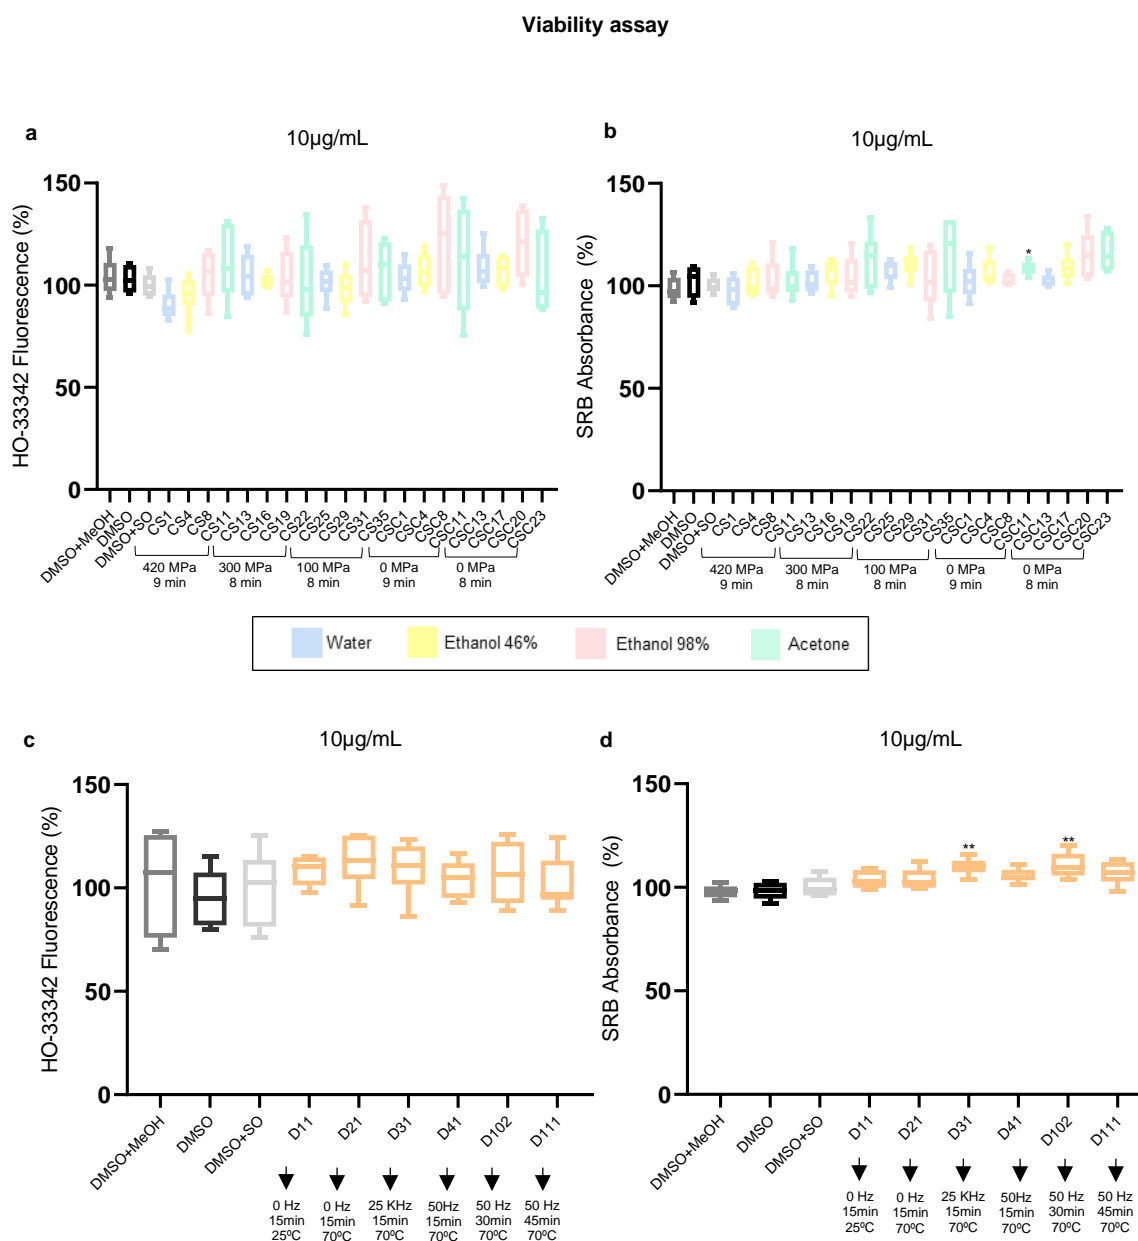 Viability assay
a
10µg/mL
HO-33342 Fluorescence (%)
150
100
50
0
DMSO+MeOH
DMSO
DMSO+SO
CS1
CS4
CS8
CS11
CS13
CS16
CS19
CS22
CS25
CS29
CS31
CS35
CSC1
CSC4
CSC8
CSC11
CSC13
CSC17
CSC20
CSC23
420 MPa
9 min
300 MPa
8 min
100 MPa
8 min
0 MPa
9 min
0 MPa
8 min
b
10µg/mL
SRB Absorbance (%)
150
100
50
0
*
DMSO+MeOH
DMSO
DMSO+SO
CS1
CS4
CS8
CS11
CS13
CS16
CS19
CS22
CS25
CS29
CS31
CS35
CSC1
CSC4
CSC8
CSC11
CSC13
CSC17
CSC20
CSC23
420 MPa
9 min
300 MPa
8 min
100 MPa
8 min
0 MPa
9 min
0 MPa
8 min
Water
Ethanol 46%
Ethanol 98%
Acetone
c
10µg/mL
HO-33342 Fluorescence (%)
150
100
50
0
DMSO+MeOH
DMSO
DMSO+SO
D11
D21
D31
D41
D102
D111
0 Hz
15min
25ºC
0 Hz
15min
70ºC
25 KHz
15min
70ºC
50Hz
15min
70ºC
50 Hz
30min
70ºC
50 Hz
45min
70ºC
d
10µg/mL
SRB Absorbance (%)
150
100
50
0
**
**
DMSO+MeOH
DMSO
DMSO+SO
D11
D21
D31
D41
D102
D111
0 Hz
15min
25ºC
0 Hz
15min
70ºC
25 KHz
15min
70ºC
50Hz
15min
70ºC
50 Hz
30min
70ºC
50 Hz
45min
70ºC